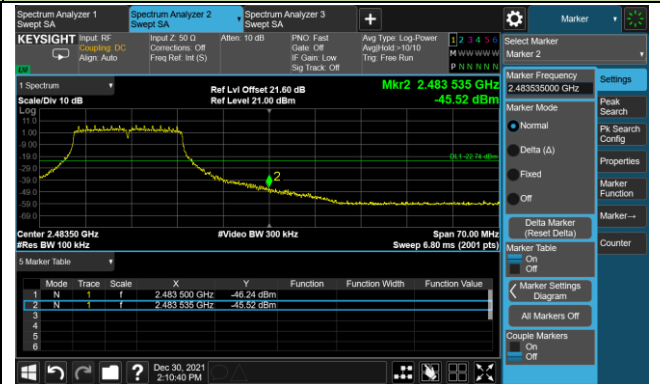 Spectrum Analyzer 1
Swept SA
Spectrum Analyzer 2
Swept SA
Spectrum Analyzer 3
Swept SA
+
Marker
KEYSIGHT
Input: RF
Coupling: DC
Align: Auto
Input Z: 50 Ω
Corrections: Off
Freq Ref: Int (S)
Atten: 10 dB
PNO: Fast
Gate: Off
IF Gain: Low
Sig Track: Off
Avg Type: Log-Power
Avg|Hold:>10/10
Trig: Free Run
1 2 3 4 5 6
M W W W W W
P N N N N N
LXI
Select Marker
Marker 2
1 Spectrum
Scale/Div 10 dB
Ref Lvl Offset 21.60 dB
Ref Level 21.00 dBm
Mkr2 2.483 535 GHz
-45.52 dBm
Log
11.0
1.00
-9.00
-19.0
-29.0
-39.0
-49.0
-59.0
-69.0
DL1 -22.74 dBm
2
Center 2.48350 GHz
#Res BW 100 kHz
#Video BW 300 kHz
Span 70.00 MHz
Sweep 6.80 ms (2001 pts)
5 Marker Table
Mode Trace Scale X Y Function Function Width Function Value
1 N 1 f 2.483 500 GHz -46.24 dBm
2 N 1 f 2.483 535 GHz -45.52 dBm
3
4
5
6
Marker Frequency
2.483535000 GHz
Marker Mode
Normal
Delta (Δ)
Fixed
Off
Delta Marker
(Reset Delta)
Marker Table
On
Off
Marker Settings
Diagram
All Markers Off
Couple Markers
On
Off
Settings
Peak
Search
Pk Search
Config
Properties
Marker
Function
Marker→
Counter
?
Dec 30, 2021
2:10:40 PM